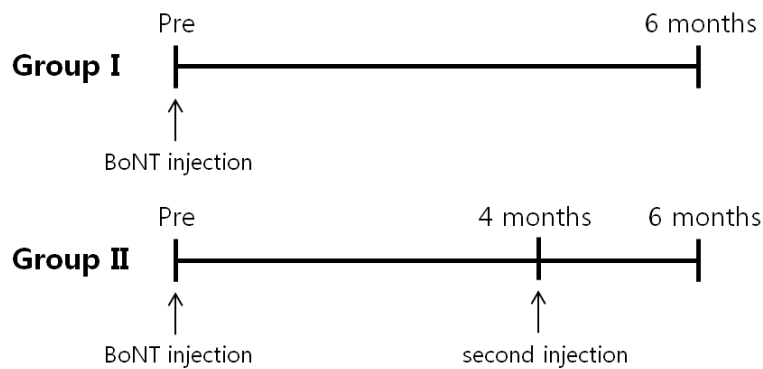 Pre 6 months
Group I
BoNT injection
Pre 4 months 6 months
Group II
BoNT injection second injection